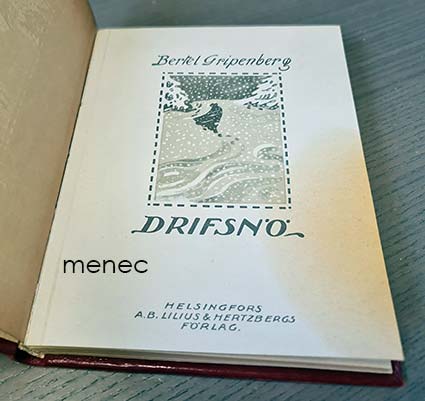 Bertel Gripenberg
DRIFSNÖ
menec
HELSINGFORS
A.B. LILIUS & HERTZBERGS
FÖRLAG.